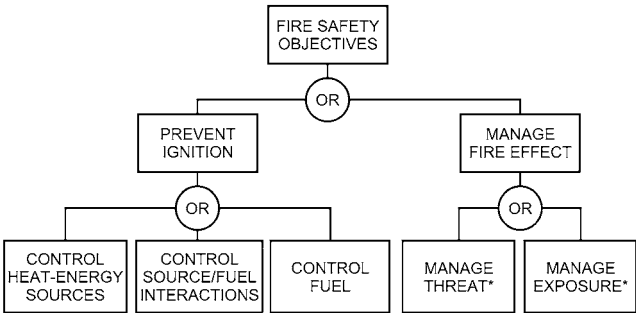 FIRE SAFETY
OBJECTIVES
OR
PREVENT
IGNITION
MANAGE
FIRE EFFECT
OR
OR
CONTROL
HEAT-ENERGY
SOURCES
CONTROL
SOURCE/FUEL
INTERACTIONS
CONTROL
FUEL
MANAGE
THREAT*
MANAGE
EXPOSURE*